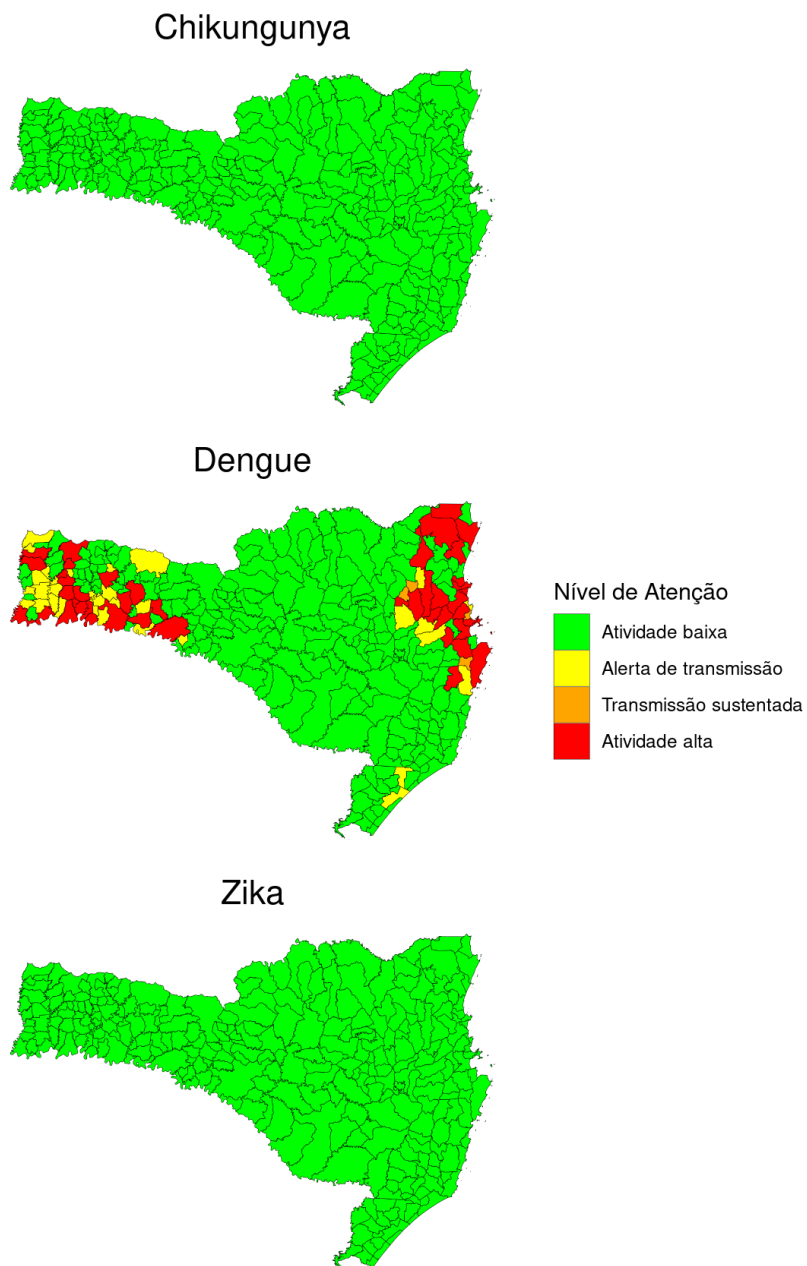 Chikungunya
Dengue
Nível de Atenção
Atividade baixa
Alerta de transmissão
Transmissão sustentada
Atividade alta
Zika